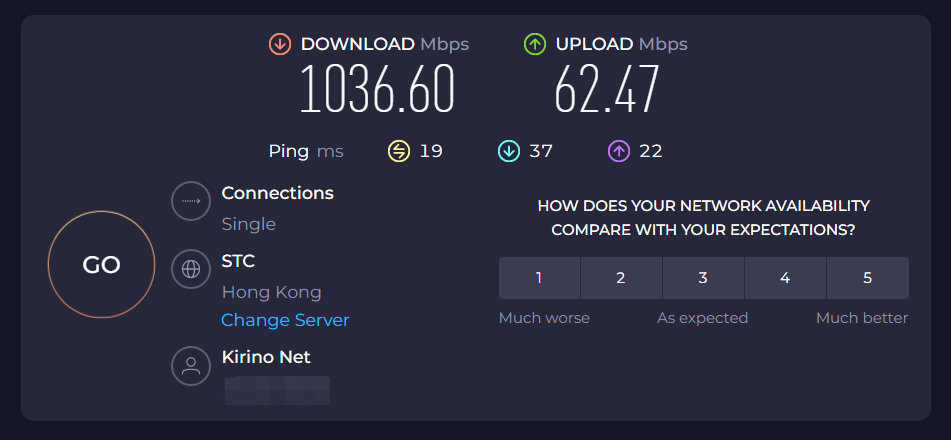 DOWNLOAD Mbps
1036.60
UPLOAD Mbps
62.47
Ping ms 19 37 22
GO
Connections
Single
STC
Hong Kong
Change Server
Kirino Net
HOW DOES YOUR NETWORK AVAILABILITY
COMPARE WITH YOUR EXPECTATIONS?
1 2 3 4 5
Much worse As expected Much better